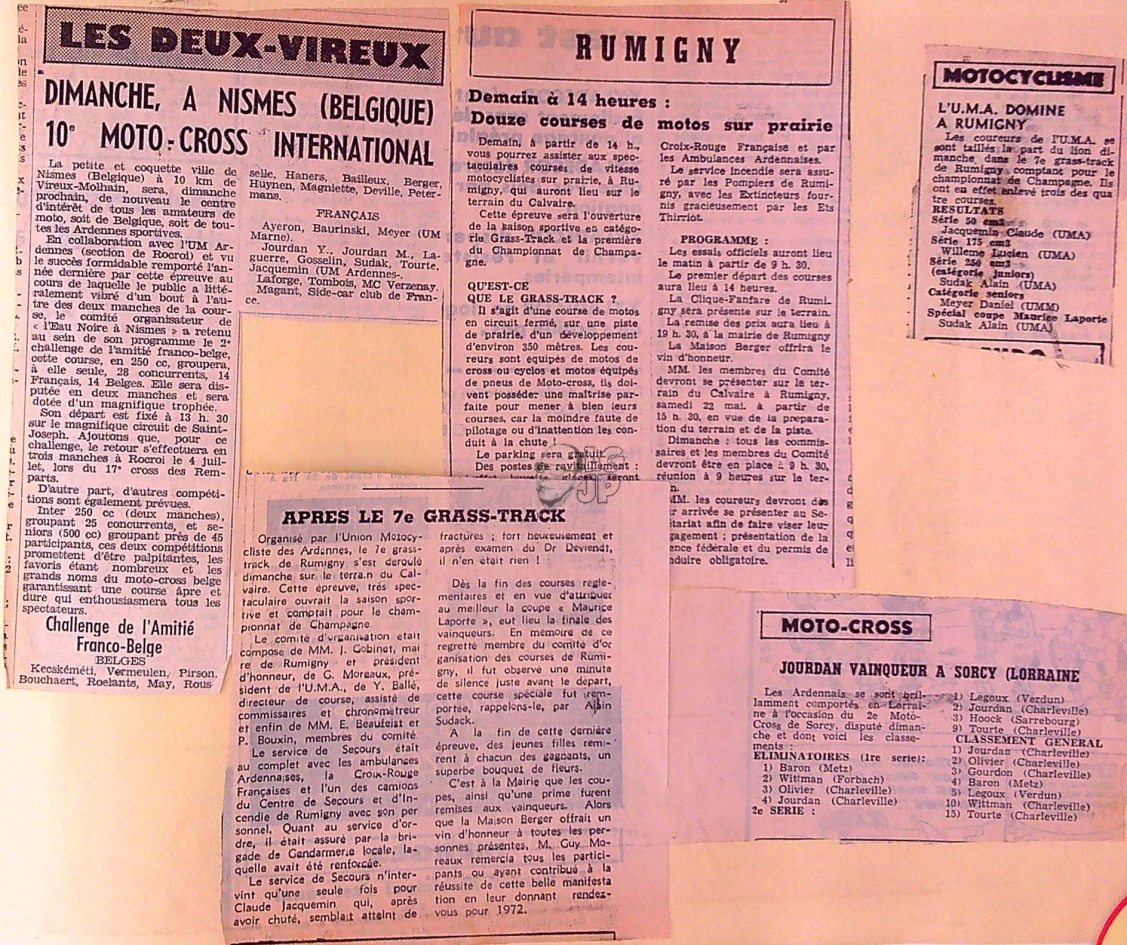 LES DEUX-VIREUX
DIMANCHE, A NISMES (BELGIQUE)
10e MOTO-CROSS INTERNATIONAL
La petite et coquette ville de
Nismes (Belgique) à 10 km de
Vireux-Molhain, sera, dimanche
prochain, de nouveau le centre
d'intérêt de tous les amateurs de
moto, soit de Belgique, soit de tou-
tes les Ardennes sportives.
En collaboration avec l'UM Ar-
dennes (section de Rocroi) et vu
le succès formidable remporté l'an-
née dernière par cette épreuve au
cours de laquelle le public a litté-
ralement vibré d'un bout à l'au-
tre des deux manches de la cour-
se, le comité organisateur de
« l'Eau Noire à Nismes » a retenu
au sein de son programme le 2e
challenge de l'amitié franco-belge,
cette course, en 250 cc, groupera,
à elle seule, 28 concurrents, 14
Français, 14 Belges. Elle sera dis-
putée en deux manches et sera
dotée d'un magnifique trophée.
Son départ est fixé à 13 h. 30
sur le magnifique circuit de Saint-
Joseph. Ajoutons que, pour ce
challenge, le retour s'effectuera en
trois manches à Rocroi le 4 juil-
let, lors du 17e cross des Rem-
parts.
D'autre part, d'autres compéti-
tions sont également prévues.
Inter 250 cc (deux manches),
groupant 25 concurrents, et se-
niors (500 cc) groupant près de 45
participants, ces deux compétitions
promettent d'être palpitantes, les
favoris étant nombreux et les
grands noms du moto-cross belge
garantissant une course âpre et
dure qui enthousiasmera tous les
spectateurs.
Challenge de l'Amitié
Franco-Belge
BELGES
Kecskéméti, Vermeulen, Pirson,
Bouchaert, Roelants, May, Rous-
selle, Haners, Bailleux, Berger,
Huynen, Magniette, Deville, Peter-
mans.
FRANÇAIS
Ayeron, Baurinski, Meyer (UM
Marne).
Jourdan Y., Jourdan M., La-
guerre, Gosselin, Sudak, Tourte,
Jacquemin (UM Ardennes-.
Laforge, Tombois, MC Verzenay.
Magant, Side-car club de Fran-
ce.
RUMIGNY
Demain à 14 heures :
Douze courses de motos sur prairie
Demain, à partir de 14 h.,
vous pourrez assister aux spec-
taculaires courses de vitesse
motocyclistes sur prairie, à Ru-
migny, qui auront lieu sur le
terrain du Calvaire.
Cette épreuve sera l'ouverture
de la saison sportive en catégo-
rie Grass-Track et la première
du Championnat de Champa-
gne.
QU'EST-CE
QUE LE GRASS-TRACK ?
Il s'agit d'une course de motos
en circuit fermé, sur une piste
de prairie, d'un développement
d'environ 350 mètres. Les cou-
reurs sont équipés de motos de
cross ou cyclos et motos équipés
de pneus de Moto-cross, ils doi-
vent posséder une maîtrise par-
faite pour mener à bien leurs
courses, car la moindre faute de
pilotage ou d'inattention les con-
duit à la chute !
Le parking sera gratuit.
Des postes de ravitaillement :
seront
Croix-Rouge Française et par
les Ambulances Ardennaises.
Le service incendie sera assu-
ré par les Pompiers de Rumi-
gny, avec les Extincteurs four-
nis gracieusement par les Ets
Thirriot.
PROGRAMME :
Les essais officiels auront lieu
le matin à partir de 9 h. 30.
Le premier départ des courses
aura lieu à 14 heures.
La Clique-Fanfare de Rumi-
gny sera présente sur le terrain.
La remise des prix aura lieu à
19 h. 30, à la mairie de Rumigny
La Maison Berger offrira le
vin d'honneur.
MM. les membres du Comité
devront se présenter sur le ter-
rain du Calvaire à Rumigny,
samedi 22 mai, à partir de
15 h. 30, en vue de la prepara-
tion du terrain et de la piste.
Dimanche : tous les commis-
saires et les membres du Comité
devront être en place à 9 h. 30,
réunion à 9 heures sur le ter-
n.
MM. les coureurs devront dès
r arrivée se présenter au Se-
tariat afin de faire viser leur
gagement ; présentation de la
ence fédérale et du permis de
nduire obligatoire.
HG
JP
MOTOCYCLISME
L'U.M.A. DOMINE
A RUMIGNY
Les coureurs de l'U.M.A. se
sont taillés la part du lion di-
manche, dans le 7e grass-track
de Rumigny comptant pour le
championnat de Champagne. Ils
ont en effet enlevé trois des qua
tre courses.
RESULTATS
Série 50 cm3
Jacquemin Claude (UMA)
Série 175 cm3
Willeme Lucien (UMA)
Série 250 cm3
(catégorie juniors)
Sudak Alain (UMA)
Catégorie seniors
Meyer Daniel (UMM)
Spécial coupe Maurice Laporte
Sudak Alain (UMA)
APRES LE 7e GRASS-TRACK
Organisé par l'Union Motocy-
cliste des Ardennes, le 7e grass-
track de Rumigny s'est déroulé
dimanche sur le terra.n du Cal-
vaire. Cette épreuve, trés spec-
taculaire ouvrait la saison spor-
tive et comptait pour le cham-
pionnat de Champagne.
Le comité d'organisation etait
composé de MM. J. Gobinet, mai
re de Rumigny et président
d'honneur, de G. Moreaux, pré-
sident de l'U.M.A., de Y. Ballé,
directeur de course, assisté de
commissaires et chronométreur
et enfin de MM. E. Beaufeist et
P. Bouxin, membres du comité.
Le service de Secours était
au complet avec les ambulances
Ardennaises, la Croix-Rouge
Françaises et l'un des camions
du Centre de Secours et d'In-
cendie de Rumigny avec son per
sonnel. Quant au service d'or-
dre, il était assuré par la bri-
gade de Gendarmerie locale, la-
quelle avait été renforcée.
Le service de Secours n'inter-
vint qu'une seule fois pour
Claude Jacquemin qui, après
avoir chuté, semblait atteint de
fractures ; fort heureusement et
après examen du Dr Deviendt,
il n'en etait rien !
Dès la fin des courses regle-
mentaires et en vue d'attribuer
au meilleur la coupe « Maurice
Laporte », eut lieu la finale des
vainqueurs. En mémoire de ce
regretté membre du comité d'or
ganisation des courses de Rumi-
gny, il fut observé une minute
de silence juste avant le départ,
cette course spéciale fut rem-
portée, rappelons-le, par Alain
Sudack.
A la fin de cette dernière
épreuve, des jeunes filles remi-
rent à chacun des gagnants, un
superbe bouquet de fleurs.
C'est à la Mairie que les cou-
pes, ainsi qu'une prime furent
remises aux vainqueurs. Alors
que la Maison Berger offrait un
vin d'honneur à toutes les per-
sonnes présentes, M. Guy Mo-
reaux remercia tous les partici-
pants ou ayant contribué à la
réussite de cette belle manifesta
tion en leur donnant rendez-
vous pour 1972.
MOTO-CROSS
JOURDAN VAINQUEUR A SORCY (LORRAINE
Les Ardennais se sont bril-
lamment comportés en Lorrai-
ne à l'occasion du 2e Moto-
Cross de Sorcy, disputé diman-
che et dont voici les classe-
ments :
ELIMINATOIRES (1re serie):
1) Baron (Metz)
2) Wittman (Forbach)
3) Olivier (Charleville)
4) Jourdan (Charleville)
2e SERIE :
1) Legoux (Verdun)
2) Jourdan (Charleville)
3) Hoock (Sarrebourg)
9) Tourte (Charleville)
CLASSEMENT GENERAL
1) Jourdan (Charleville)
2) Olivier (Charleville)
3) Gourdon (Charleville)
4) Baron (Metz)
5) Legoux (Verdun)
10) Wittman (Charleville)
15) Tourte (Charleville)